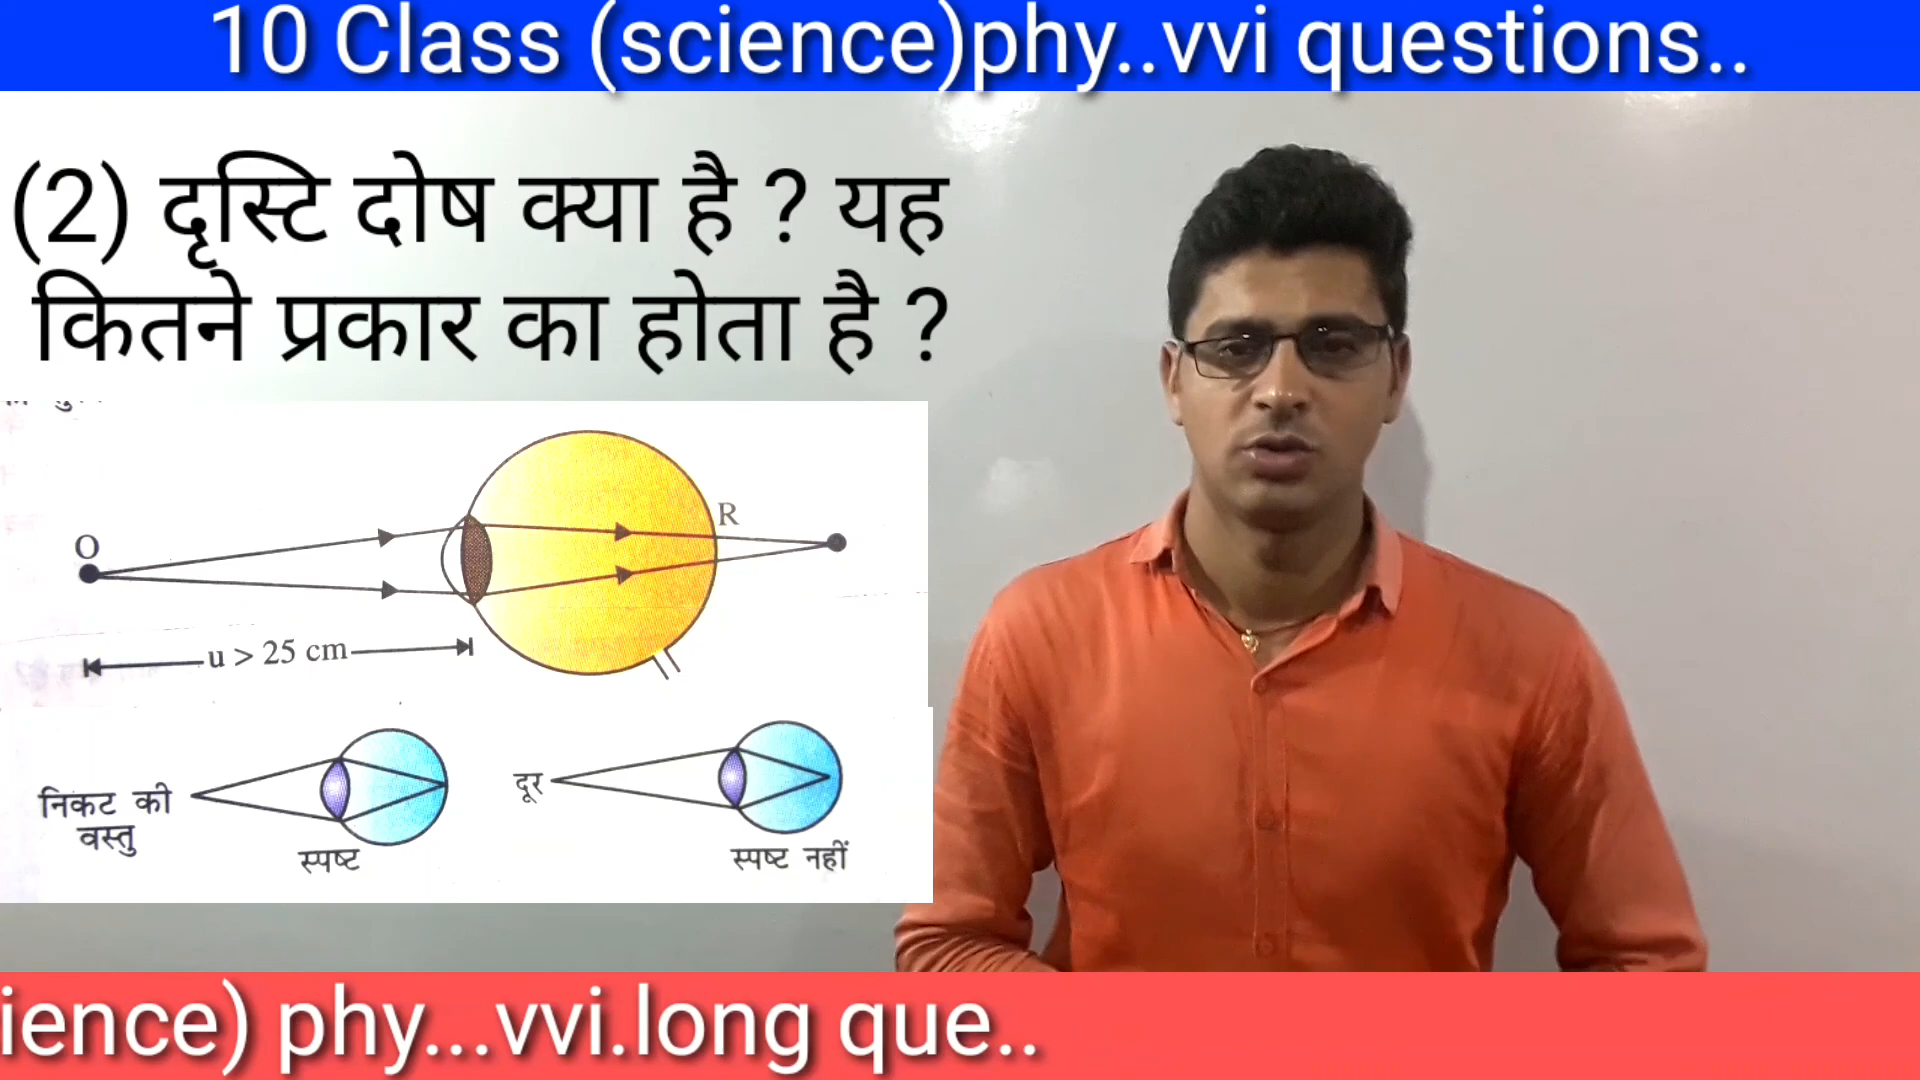 10 Class (science)phy..vvi questions..
(2) दृस्टि दोष क्या है ? यह
कितने प्रकार का होता है ?
O
R
u > 25 cm
निकट की
वस्तु
स्पष्ट
दूर
स्पष्ट नहीं
ience) phy...vvi.long que..